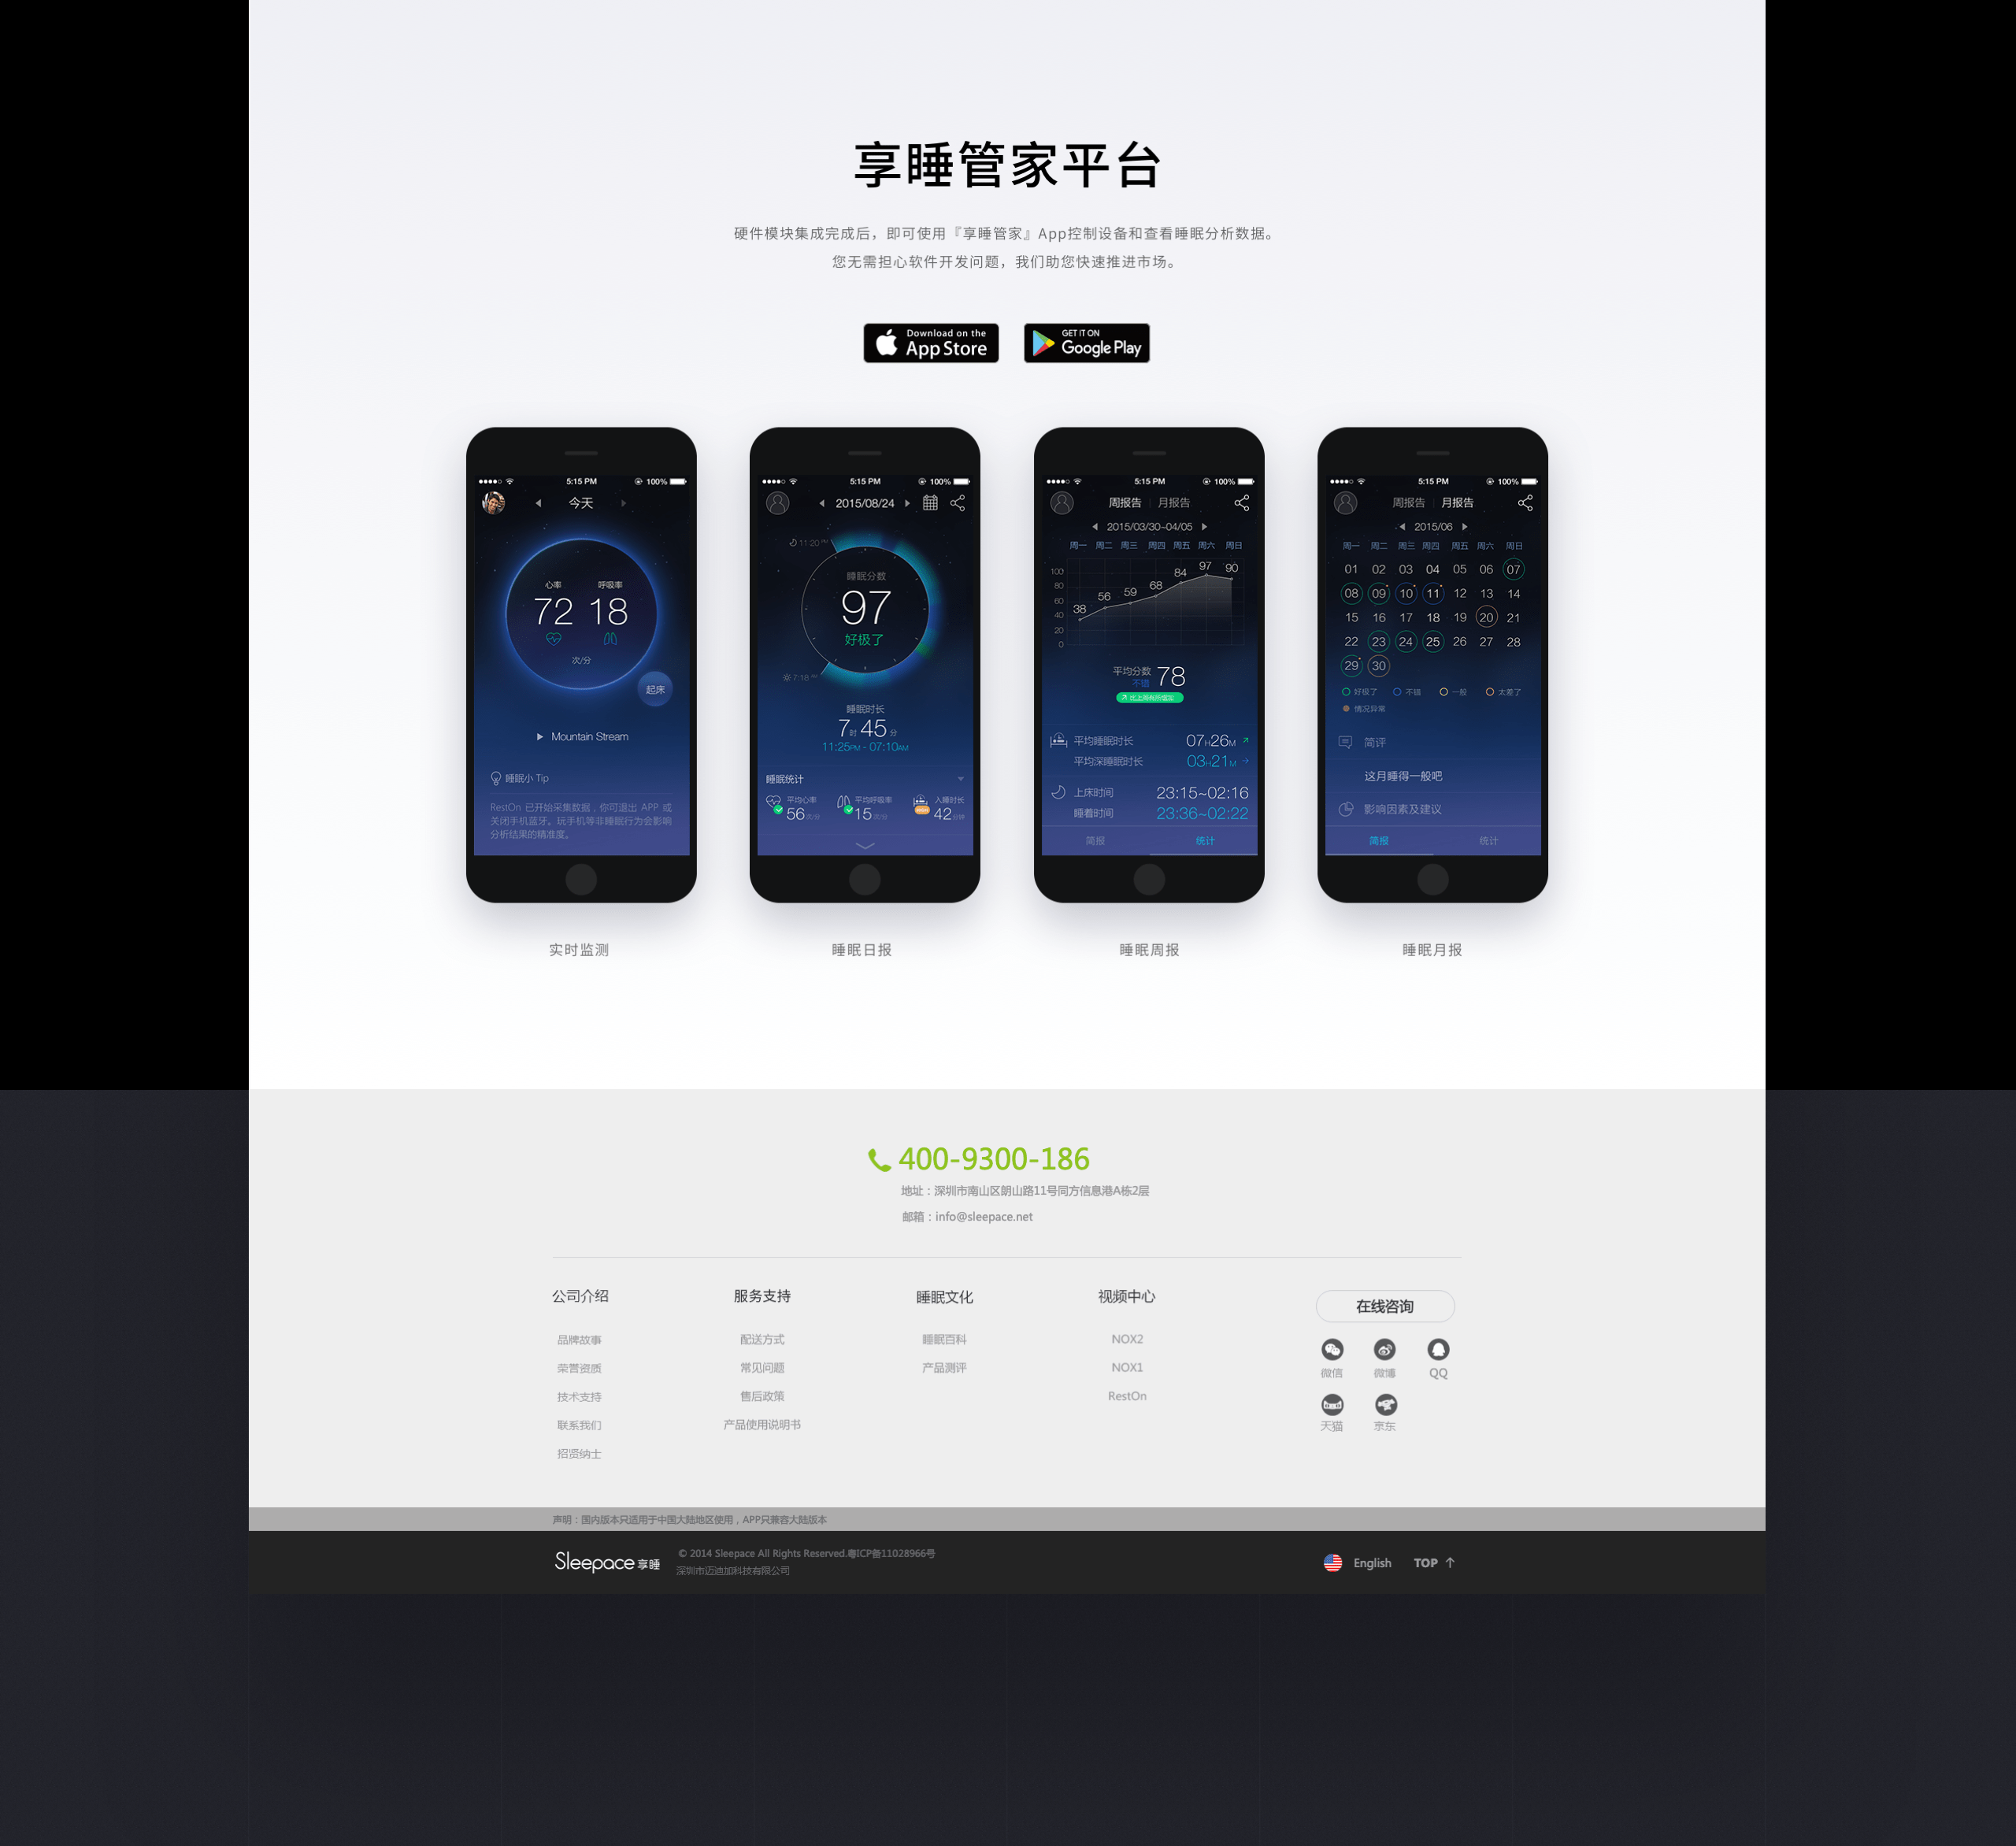 享睡管家平台
硬件模块集成完成后，即可使用『享睡管家』App控制设备和查看睡眠分析数据。
您无需担心软件开发问题，我们助您快速推进市场。
Download on the
App Store
GET IT ON
Google Play
5:15 PM
100%
今天
心率
呼吸率
72
18
次/分
起床
Mountain Stream
睡眠小 Tip
RestOn 已开始采集数据，你可退出 APP 或
关闭手机蓝牙。玩手机等非睡眠行为会影响
分析结果的精准度。
实时监测
5:15 PM
100%
2015/08/24
11:20 PM
睡眠分数
97
好极了
7:18 AM
睡眠时长
7时45分
11:25PM - 07:10AM
睡眠统计
平均心率
56次/分
平均呼吸率
15次/分
入睡时长
42分钟
睡眠日报
5:15 PM
100%
周报告 | 月报告
2015/03/30~04/05
周一 周二 周三 周四 周五 周六 周日
100
80
60
40
20
0
38 56 59 68 84 97 90
平均分数
不错
78
平均睡眠时长 07H26M
平均深睡眠时长 03H21M
上床时间 23:15~02:16
睡着时间 23:36~02:22
简报 统计
睡眠周报
5:15 PM
100%
周报告 | 月报告
2015/06
周一 周二 周三 周四 周五 周六 周日
01 02 03 04 05 06 07
08 09 10 11 12 13 14
15 16 17 18 19 20 21
22 23 24 25 26 27 28
29 30
好极了 不错 一般 太差了
情况异常
简评
这月睡得一般吧
影响因素及建议
简报 统计
睡眠月报
400-9300-186
地址：深圳市南山区朗山路11号同方信息港A栋2层
邮箱：info@sleepace.net
公司介绍
品牌故事
荣誉资质
技术支持
联系我们
招贤纳士
服务支持
配送方式
常见问题
售后政策
产品使用说明书
睡眠文化
睡眠百科
产品测评
视频中心
NOX2
NOX1
RestOn
在线咨询
微信 微博 QQ
天猫 京东
声明：国内版本只适用于中国大陆地区使用，APP只兼容大陆版本
Sleepace 享睡
© 2014 Sleepace All Rights Reserved.粤ICP备11028966号
深圳市迈迪加科技有限公司
English
TOP